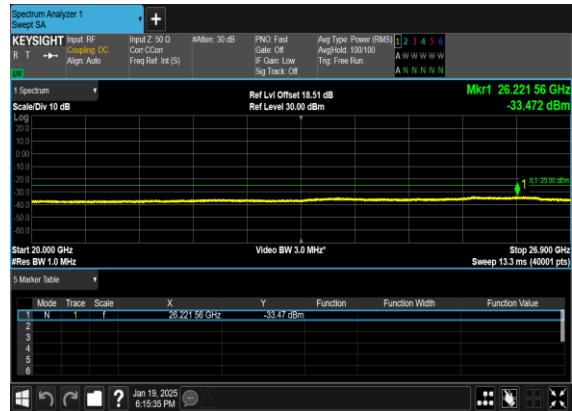 Spectrum Analyzer 1
Swept SA
+
KEYSIGHT
R T
Input: RF
Coupling: DC
Align: Auto
Input Z: 50 Ω
Corr CCorr
Freq Ref: Int (S)
#Atten: 30 dB
PNO: Fast
Gate: Off
IF Gain: Low
Sig Track: Off
Avg Type: Power (RMS)
Avg|Hold: 100/100
Trig: Free Run
1 2 3 4 5 6
A W W W W W
A N N N N N
1 Spectrum
Scale/Div 10 dB
Log
Ref Lvl Offset 18.51 dB
Ref Level 30.00 dBm
Mkr1 26.221 56 GHz
-33.472 dBm
20.0
10.0
0.00
-10.0
-20.0
-30.0
-40.0
-50.0
-60.0
1
DL1 -25.00 dBm
Start 20.000 GHz
#Res BW 1.0 MHz
Video BW 3.0 MHz*
Stop 26.900 GHz
Sweep 13.3 ms (40001 pts)
5 Marker Table
Mode Trace Scale X Y Function Function Width Function Value
1 N 1 f 26.221 56 GHz -33.47 dBm
2
3
4
5
6
?
Jan 19, 2025
6:15:35 PM